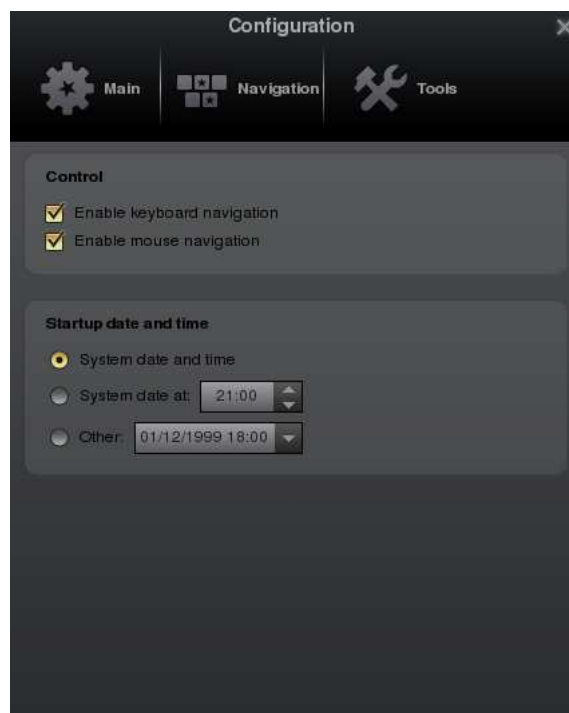 Configuration
Main Navigation Tools
Control
Enable keyboard navigation
Enable mouse navigation
Startup date and time
System date and time
System date at: 21:00
Other: 01/12/1999 18:00